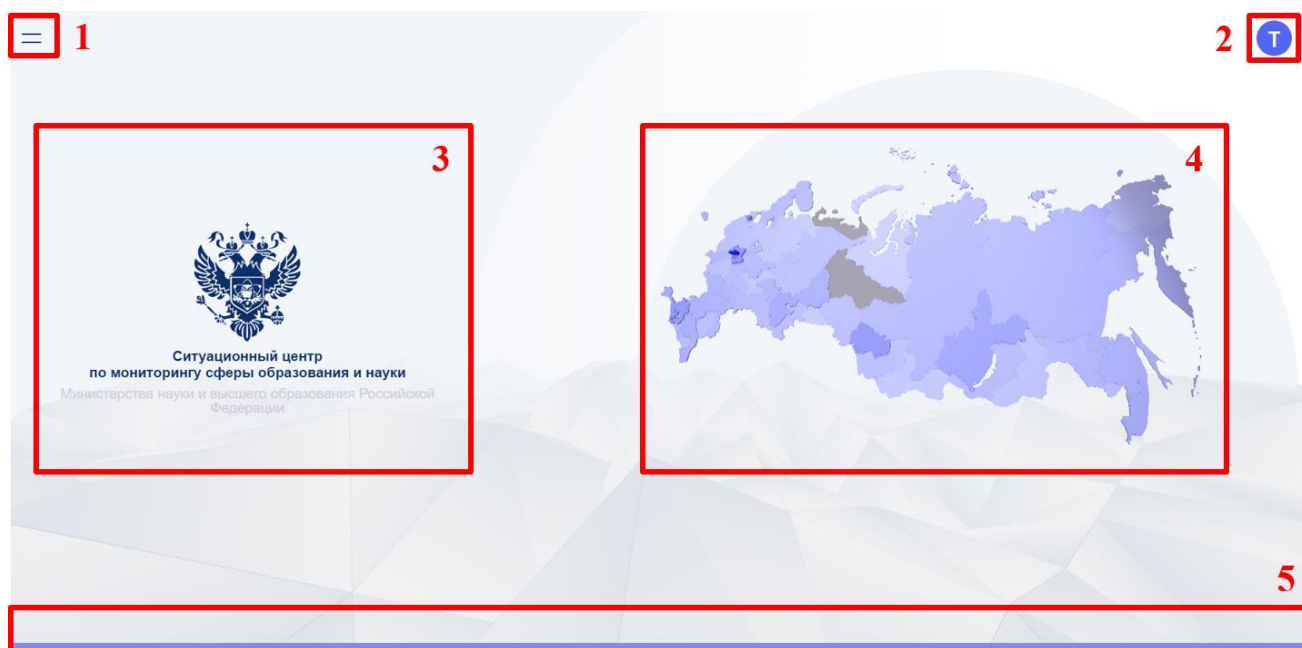 1
2
Т
3
4
Ситуационный центр
по мониторингу сферы образования и науки
Министерства науки и высшего образования Российской
Федерации
5